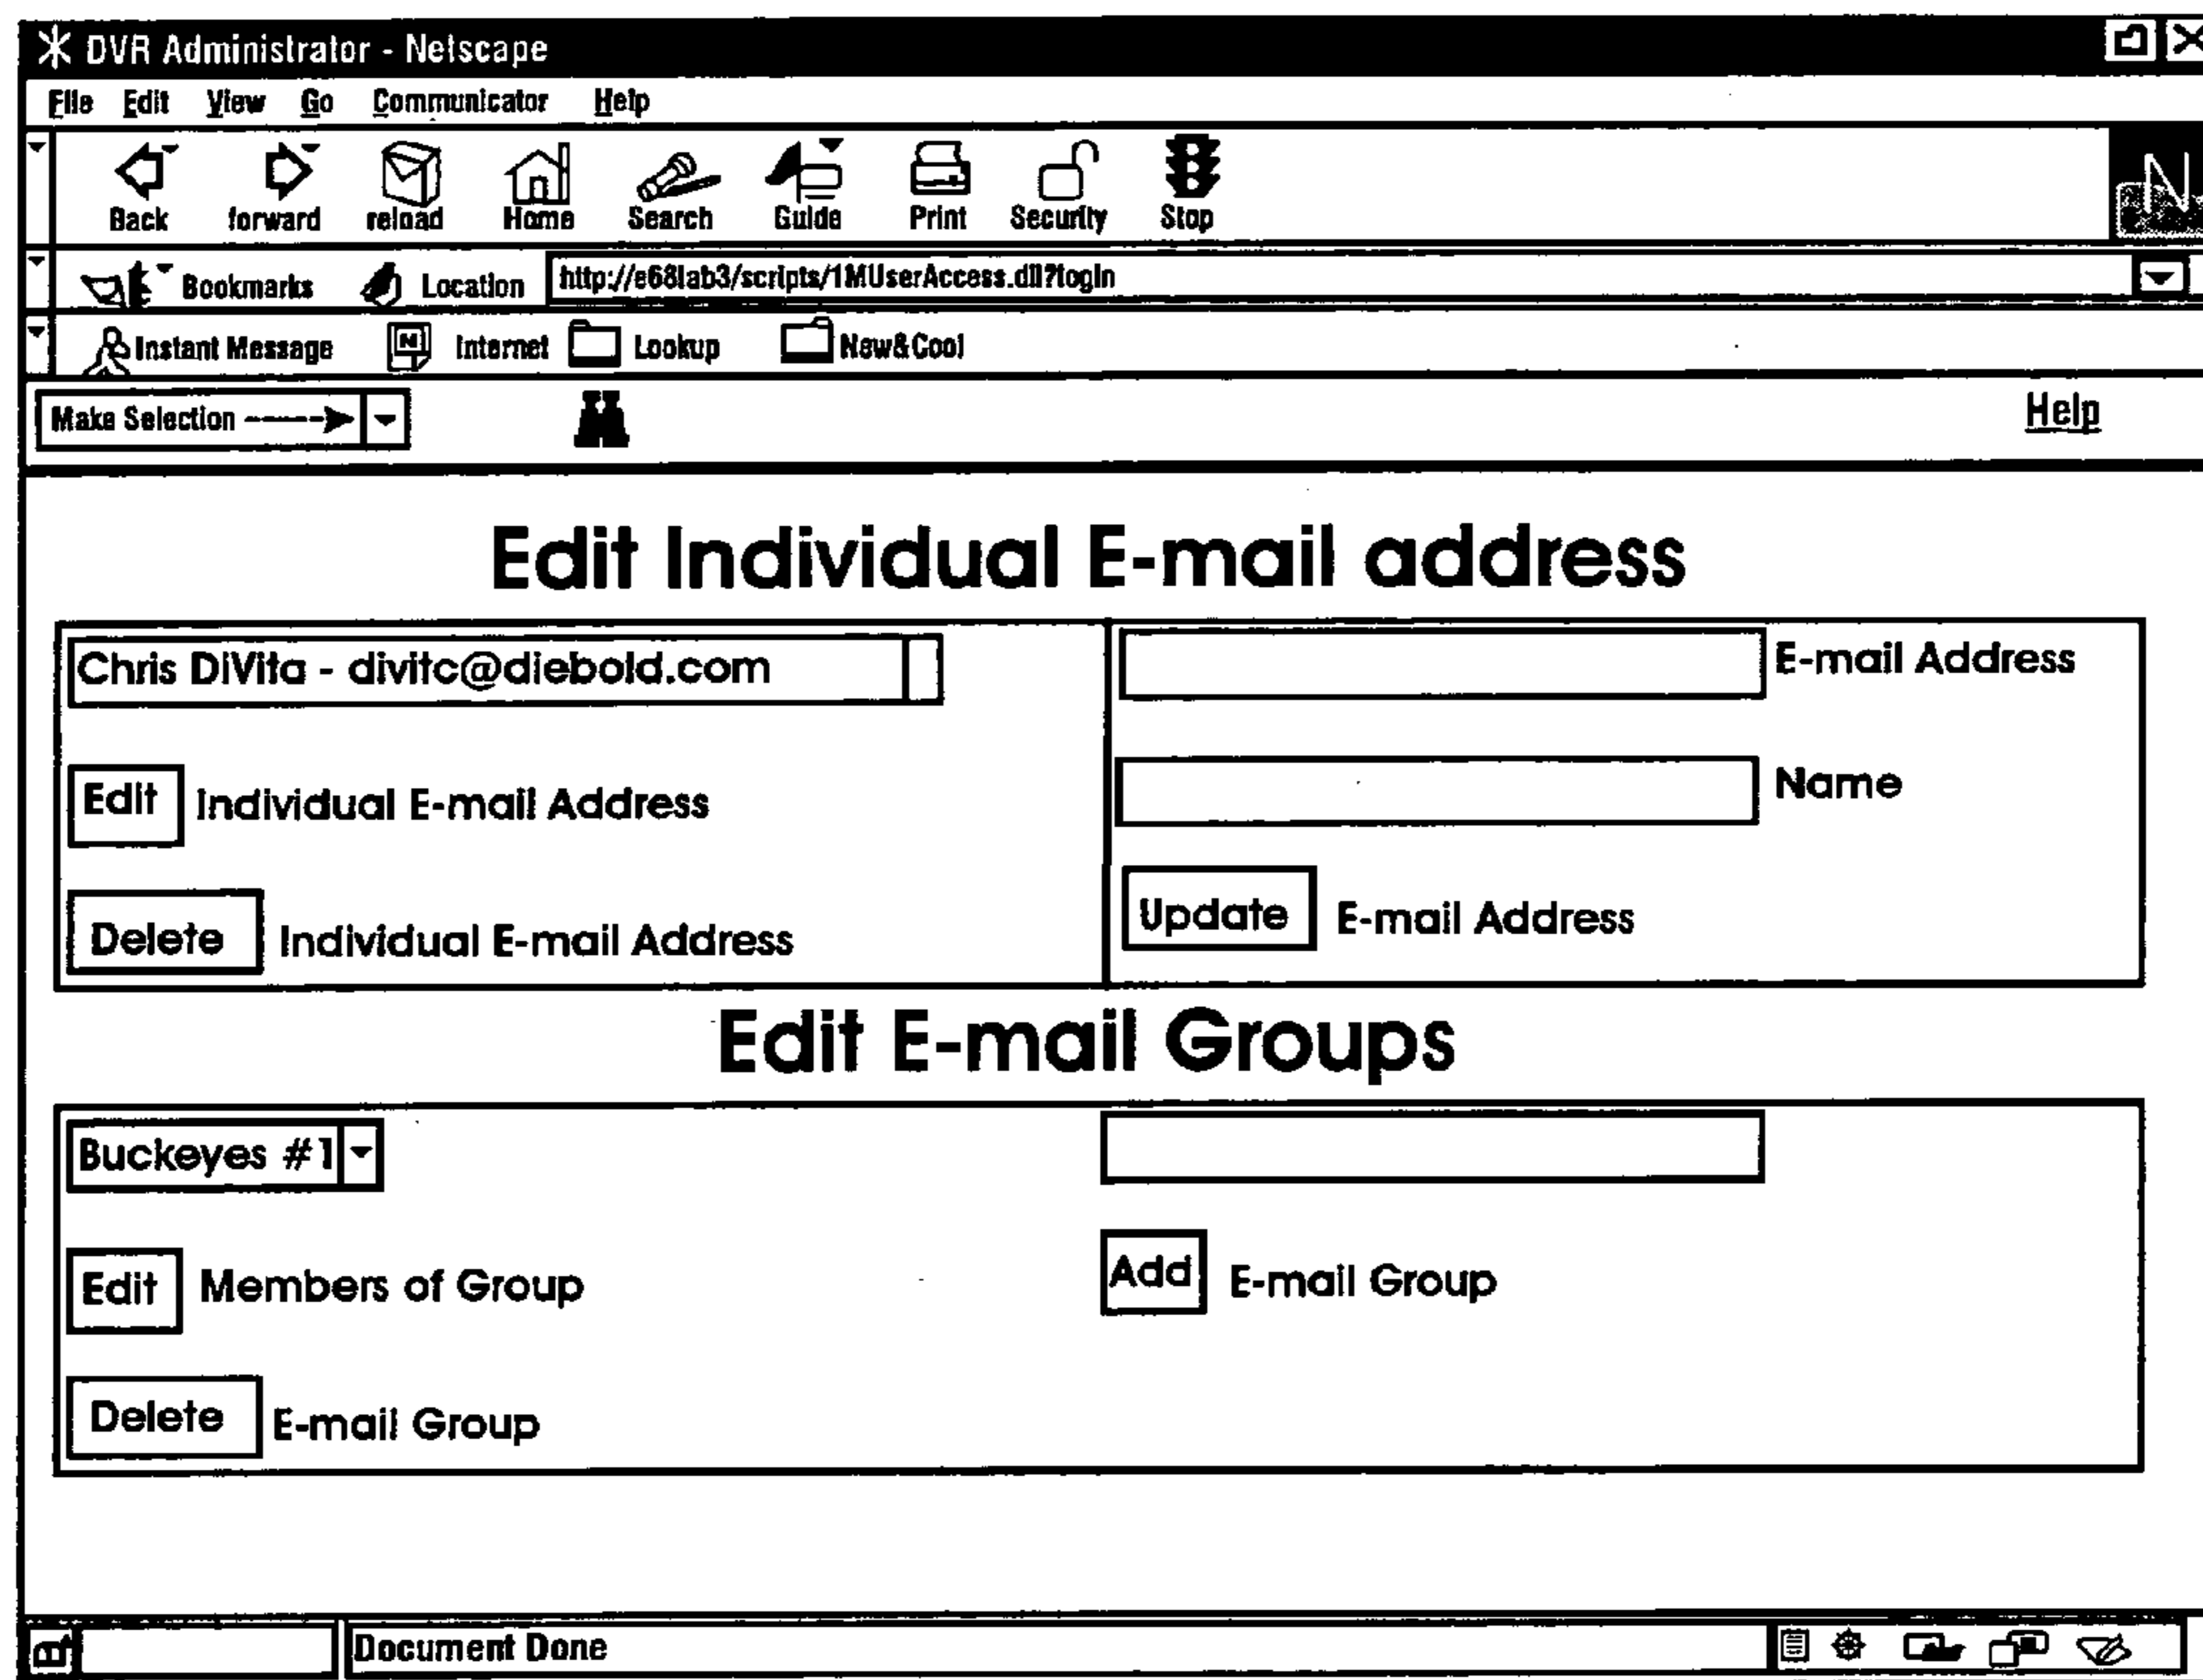 DVR Administrator - Netscape
File Edit View Go Communicator Help
Back forward reload Home Search Guide Print Security Stop
N
Bookmarks Location http://e68lab3/scripts/1MUserAccess.dll?login
Instant Message N Internet Lookup New&Cool
Make Selection ----->
Help
Edit Individual E-mail address
Chris DiVita - divitc@diebold.com
E-mail Address
Edit Individual E-mail Address
Name
Delete Individual E-mail Address
Update E-mail Address
Edit E-mail Groups
Buckeyes #1
Edit Members of Group
Add E-mail Group
Delete E-mail Group
Document Done